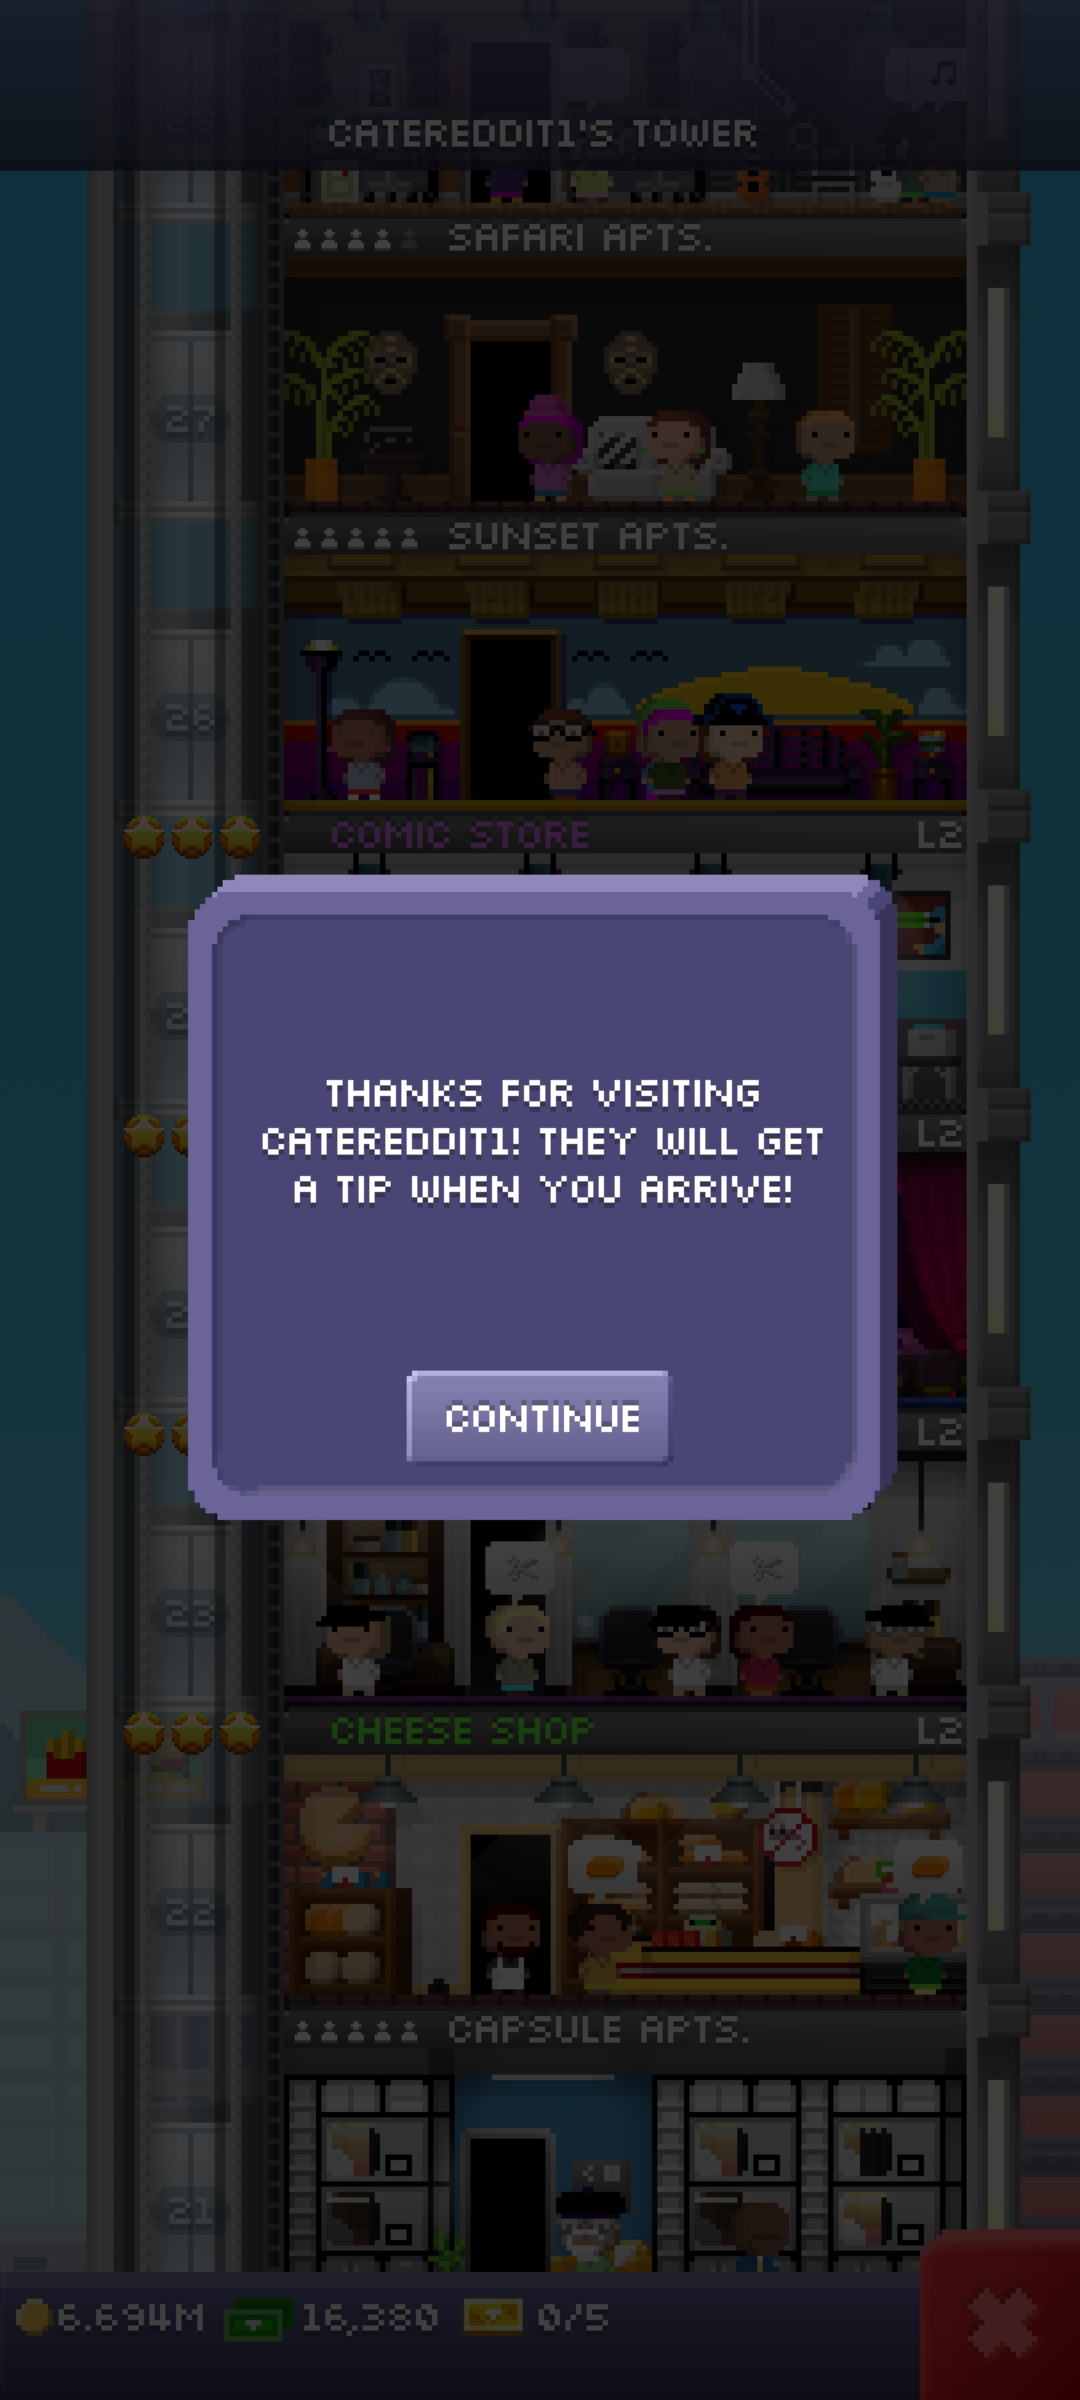 CATEREDDIT1'S TOWER
SAFARI APTS.
27
SUNSET APTS.
26
COMIC STORE L2
L2
THANKS FOR VISITING
CATEREDDIT1! THEY WILL GET
A TIP WHEN YOU ARRIVE!
CONTINUE
L2
23
CHEESE SHOP L2
22
CAPSULE APTS.
21
6.694M 16,380 0/5